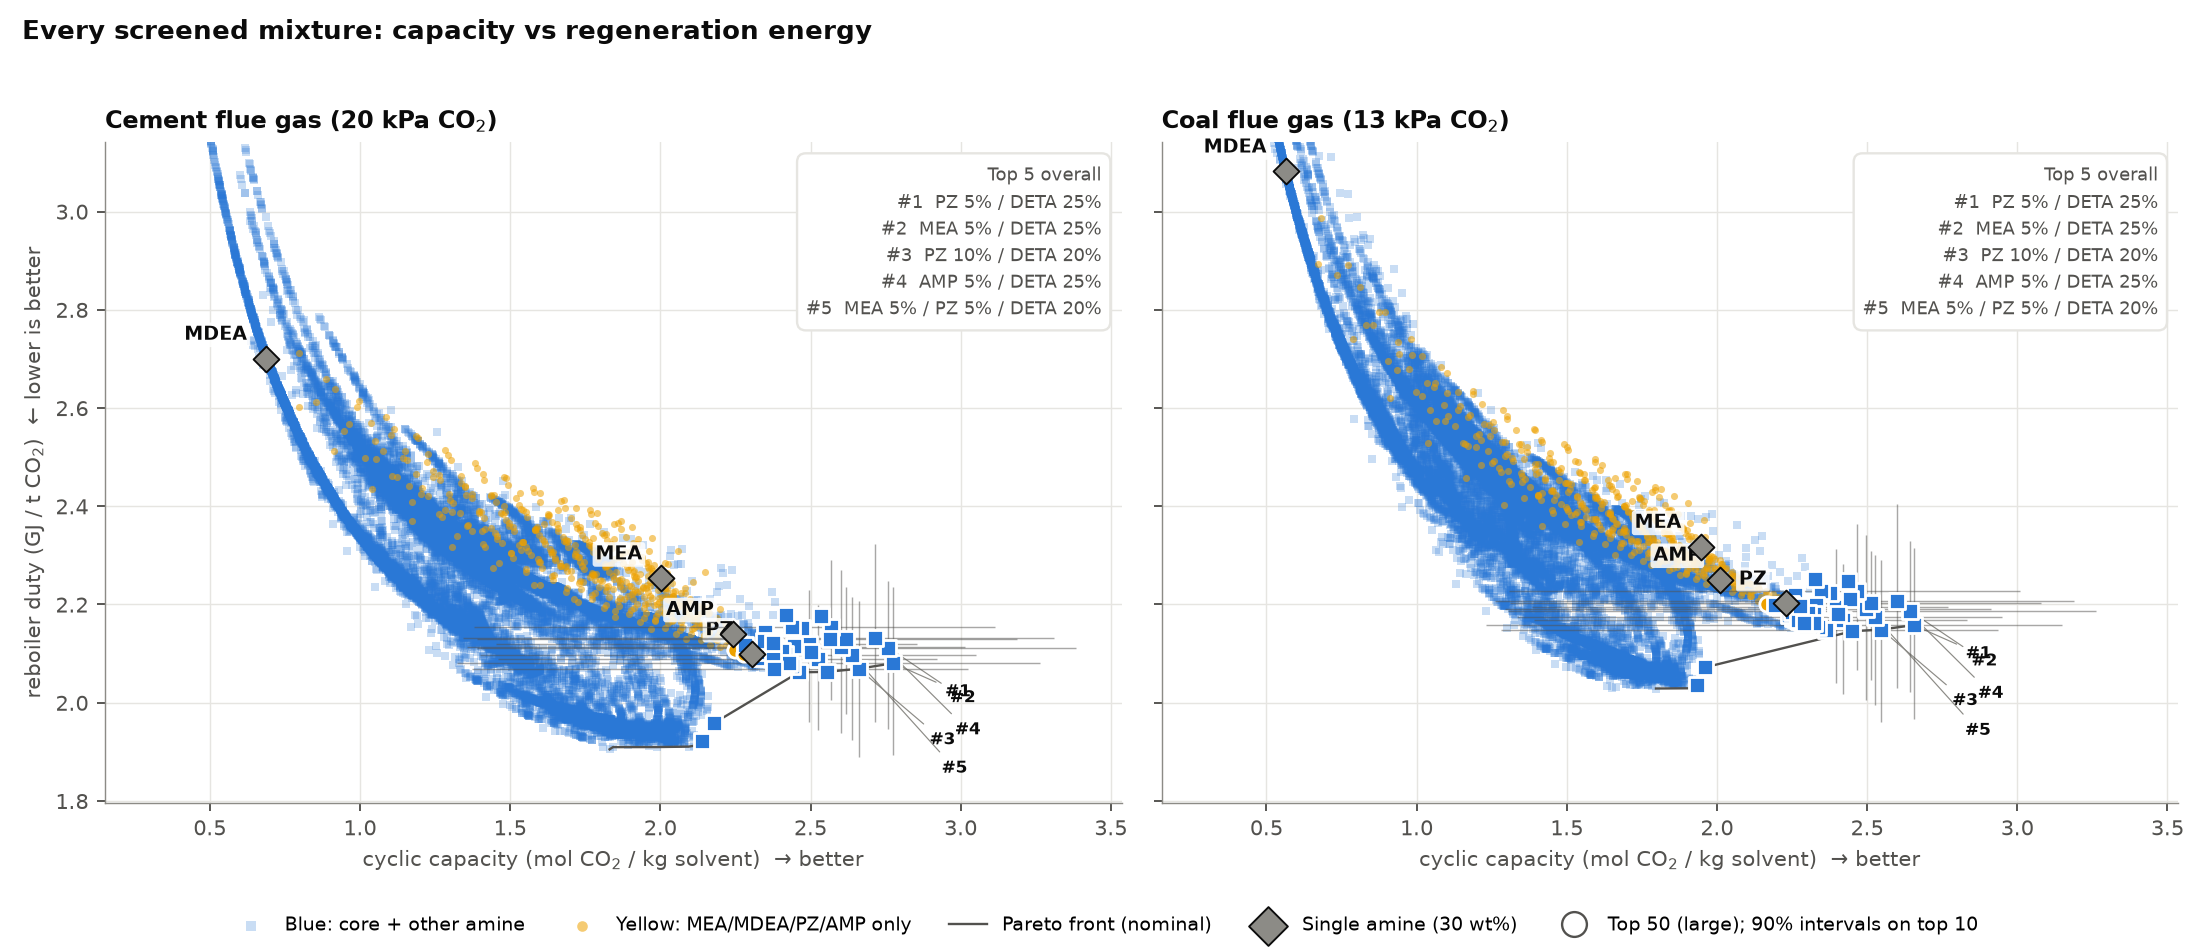 Every screened mixture: capacity vs regeneration energy
Cement flue gas (20 kPa CO₂)
Top 5 overall
#1 PZ 5% / DETA 25%
#2 MEA 5% / DETA 25%
#3 PZ 10% / DETA 20%
#4 AMP 5% / DETA 25%
#5 MEA 5% / PZ 5% / DETA 20%
MDEA
MEA
AMP
PZ
#1
#2
#4
#3
#5
reboiler duty (GJ / t CO₂) ← lower is better
3.0
2.8
2.6
2.4
2.2
2.0
1.8
0.5 1.0 1.5 2.0 2.5 3.0 3.5
cyclic capacity (mol CO₂ / kg solvent) → better
Coal flue gas (13 kPa CO₂)
MDEA
Top 5 overall
#1 PZ 5% / DETA 25%
#2 MEA 5% / DETA 25%
#3 PZ 10% / DETA 20%
#4 AMP 5% / DETA 25%
#5 MEA 5% / PZ 5% / DETA 20%
MEA
AMP
PZ
#1
#2
#4
#3
#5
0.5 1.0 1.5 2.0 2.5 3.0 3.5
cyclic capacity (mol CO₂ / kg solvent) → better
Blue: core + other amine
Yellow: MEA/MDEA/PZ/AMP only
Pareto front (nominal)
Single amine (30 wt%)
Top 50 (large); 90% intervals on top 10